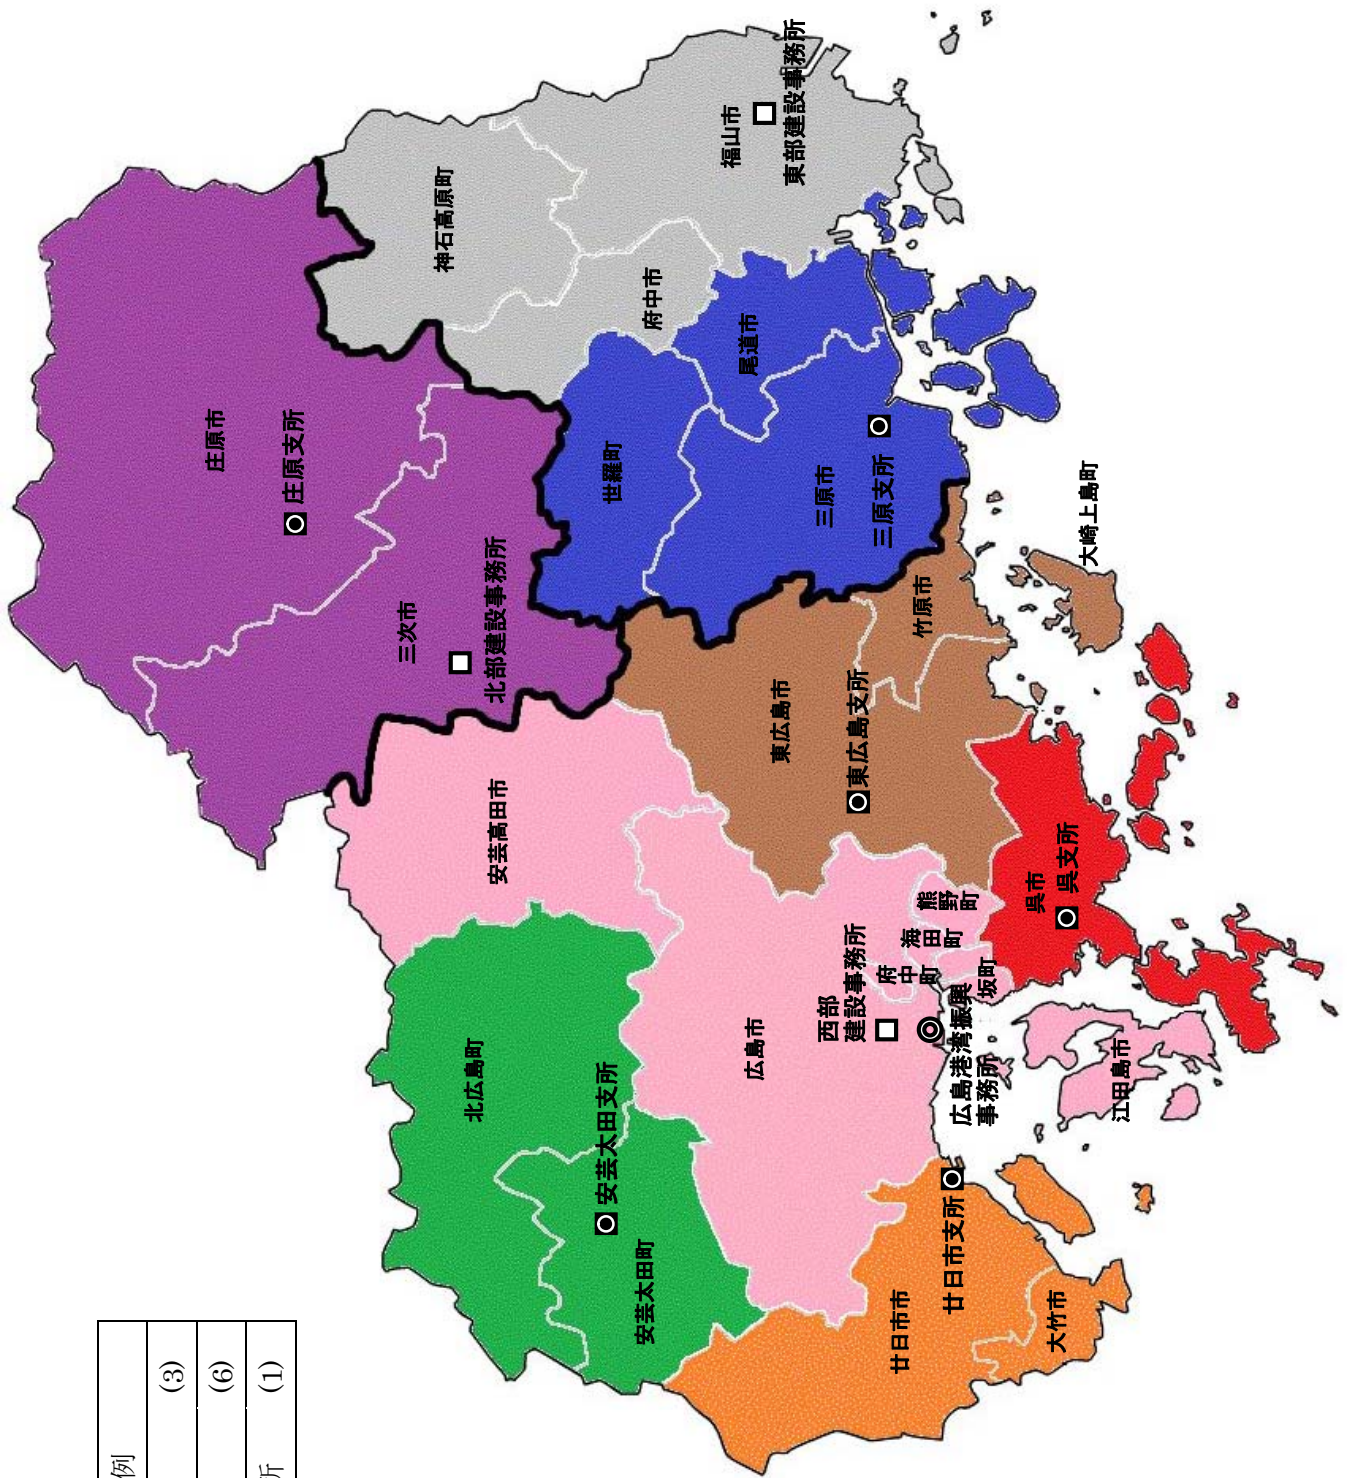 例
(3)
(6)
所 (1)
庄原市
庄原支所
三次市
北部建設事務所
神石高原町
府中市
福山市
東部建設事務所
世羅町
尾道市
三原市
三原支所
安芸高田市
東広島市
東広島支所
竹原市
大崎上島町
北広島町
安芸太田支所
安芸太田町
広島市
西部
建設事務所
府中
町
海田
町
熊野
町
坂町
広島港湾振興
事務所
呉市
呉支所
江田島市
廿日市市
廿日市支所
大竹市